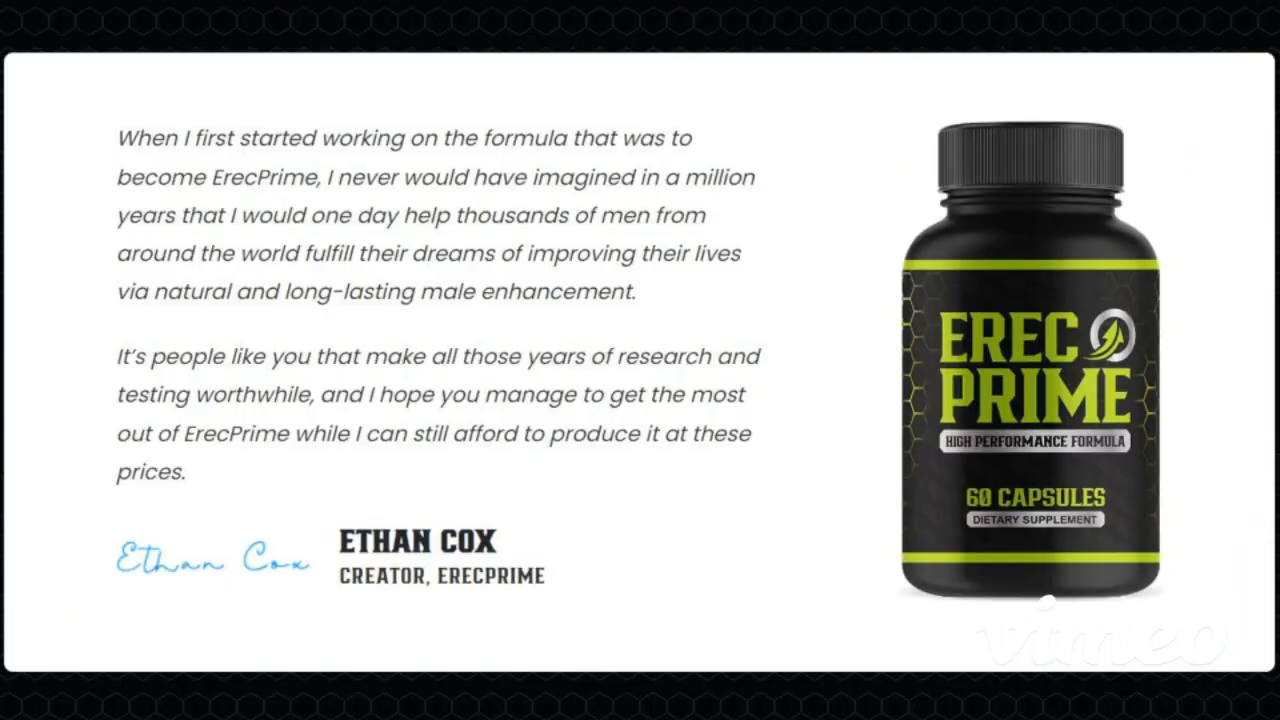 When I first started working on the formula that was to
become ErecPrime, I never would have imagined in a million
years that I would one day help thousands of men from
around the world fulfill their dreams of improving their lives
via natural and long-lasting male enhancement.
It's people like you that make all those years of research and
testing worthwhile, and I hope you manage to get the most
out of ErecPrime while I can still afford to produce it at these
prices.
Ethan Cox
ETHAN COX
CREATOR, ERECPRIME
EREC
PRIME
HIGH PERFORMANCE FORMULA
60 CAPSULES
DIETARY SUPPLEMENT
vimeo